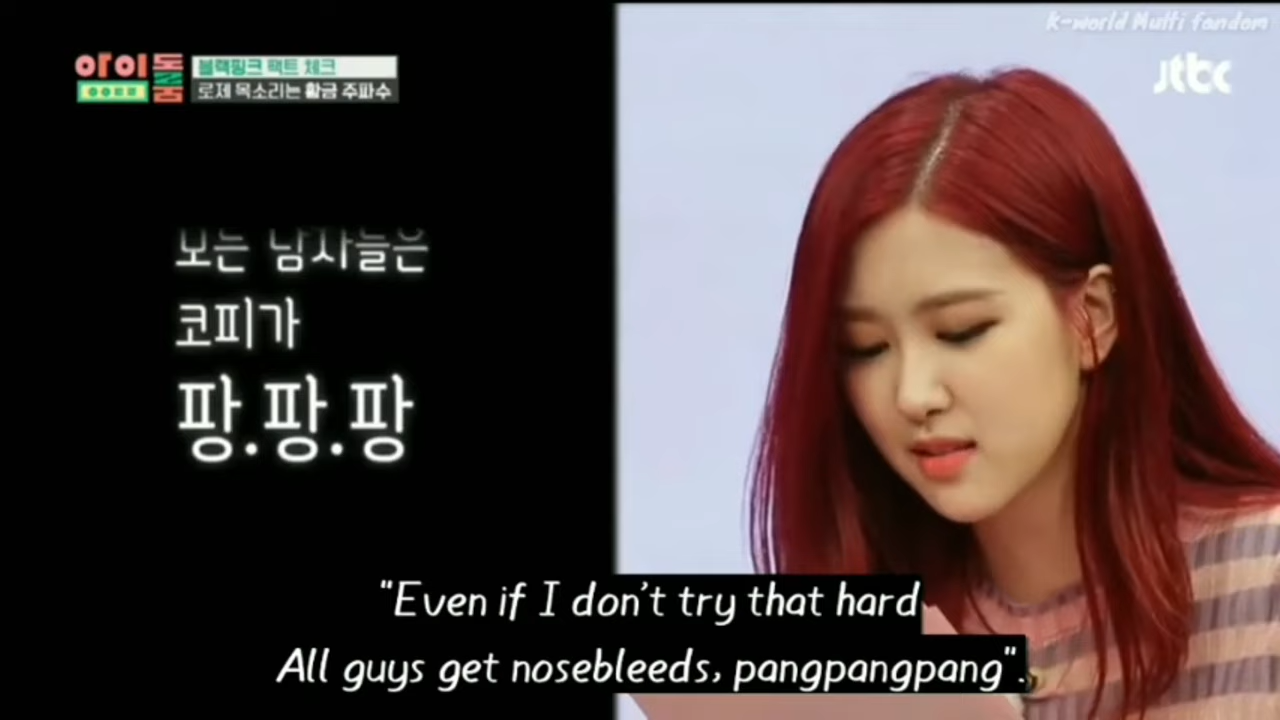 K-world Multi fandom
아이돌룸
블랙핑크 팩트 체크
로제 목소리는 황금 주파수
jtbc
모든 남자들은
코피가
팡.팡.팡
"Even if I don't try that hard
All guys get nosebleeds, pangpangpang".